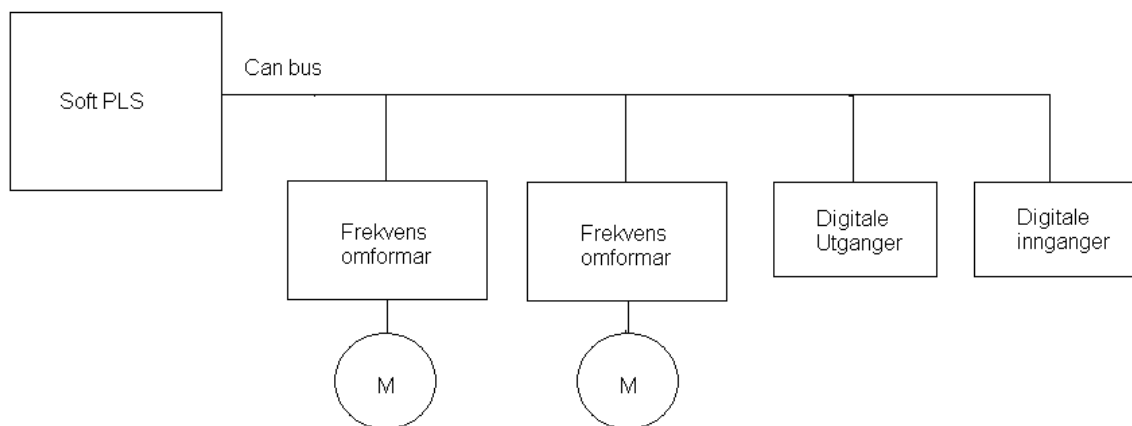 Can bus
Soft PLS
Frekvens
omformar
Frekvens
omformar
Digitale
Utganger
Digitale
innganger
M
M